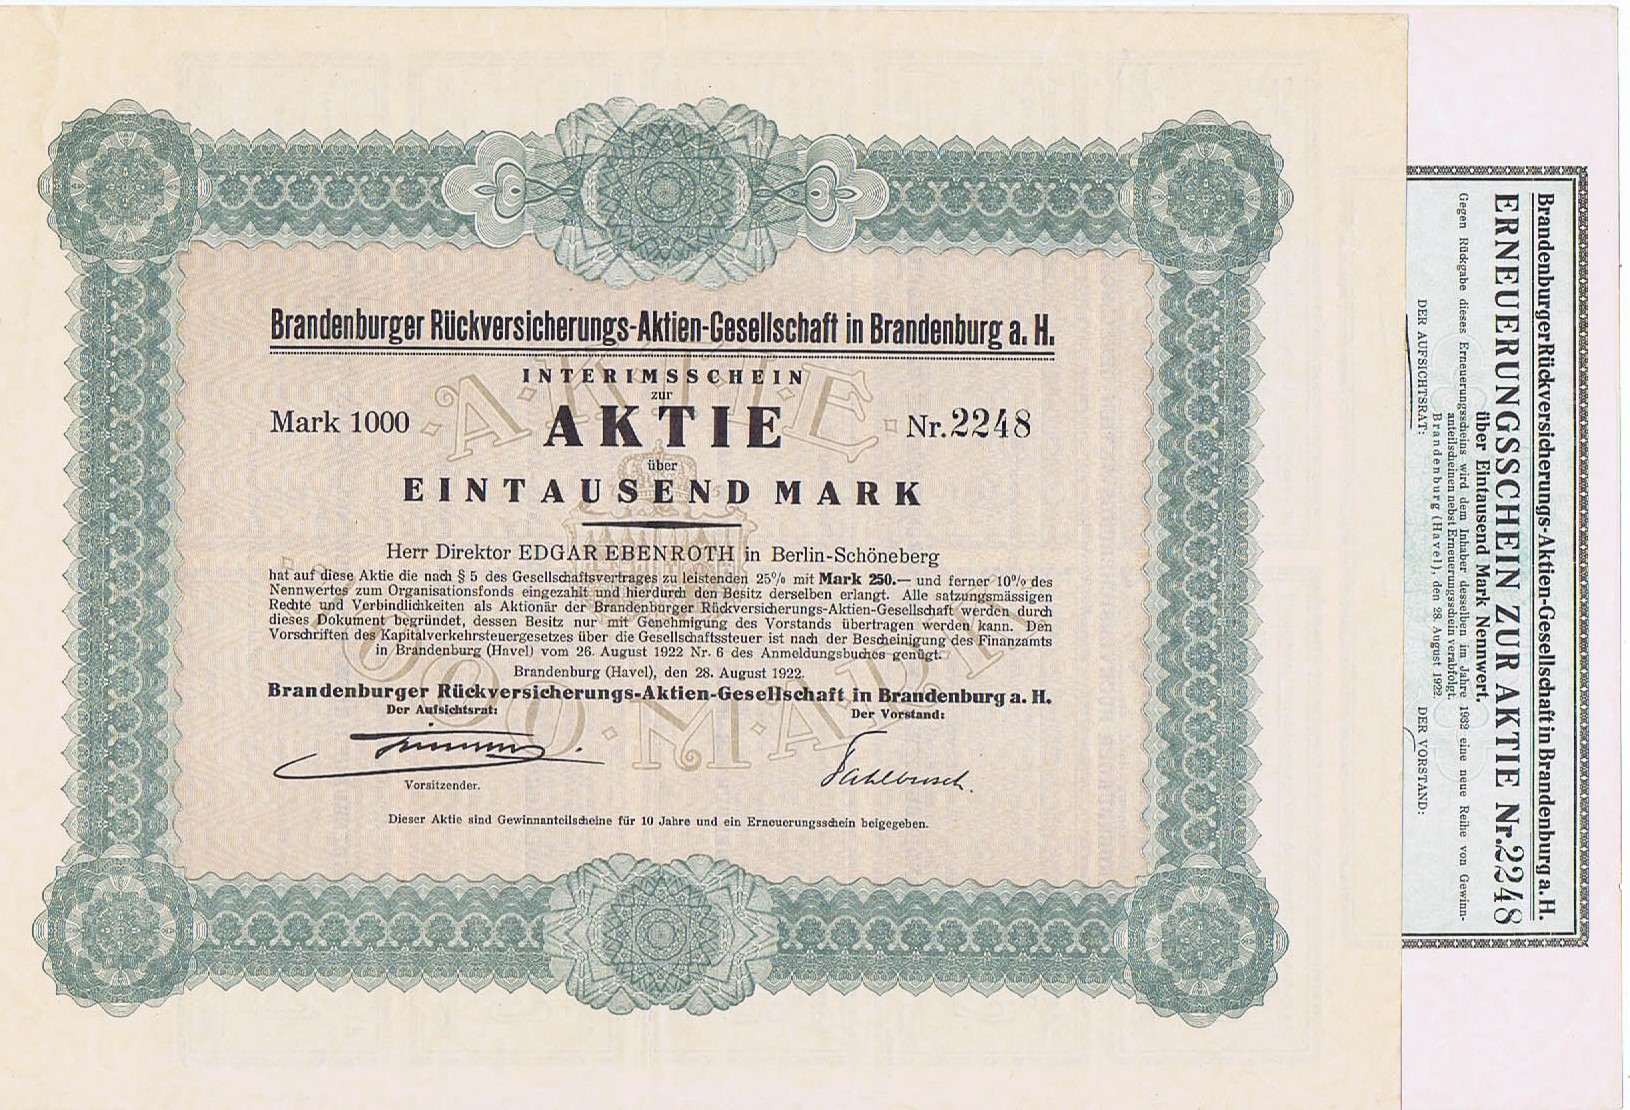 Brandenburger Rückversicherungs-Aktien-Gesellschaft in Brandenburg a. H.
INTERIMSSCHEIN
zur
Mark 1000 AKTIE Nr. 2248
über
EINTAUSEND MARK
Herr Direktor EDGAR EBENROTH in Berlin-Schöneberg
hat auf diese Aktie die nach § 5 des Gesellschaftsvertrages zu leistenden 25% mit Mark 250.— und ferner 10% des
Nennwertes zum Organisationsfonds eingezahlt und hierdurch den Besitz derselben erlangt. Alle satzungsmässigen
Rechte und Verbindlichkeiten als Aktionär der Brandenburger Rückversicherungs-Aktien-Gesellschaft werden durch
dieses Dokument begründet, dessen Besitz nur mit Genehmigung des Vorstands übertragen werden kann. Den
Vorschriften des Kapitalverkehrsteuergesetzes über die Gesellschaftssteuer ist nach der Bescheinigung des Finanzamts
in Brandenburg (Havel) vom 26. August 1922 Nr. 6 des Anmeldungsbuches genügt.
Brandenburg (Havel), den 28. August 1922.
Brandenburger Rückversicherungs-Aktien-Gesellschaft in Brandenburg a. H.
Der Aufsichtsrat: Der Vorstand:
Vorsitzender.
Dieser Aktie sind Gewinnanteilscheine für 10 Jahre und ein Erneuerungsschein beigegeben.
AKTIE
1000 MARK
Brandenburger Rückversicherungs-Aktien-Gesellschaft in Brandenburg a. H.
ERNEUERUNGSSCHEIN ZUR AKTIE Nr. 2248
über Eintausend Mark Nennwert.
Gegen Rückgabe dieses Erneuerungsscheins wird dem Inhaber desselben im Jahre 1932 eine neue Reihe von Gewinn-
anteilscheinen nebst Erneuerungsschein verabfolgt.
Brandenburg (Havel), den 28. August 1922.
DER AUFSICHTSRAT: DER VORSTAND: